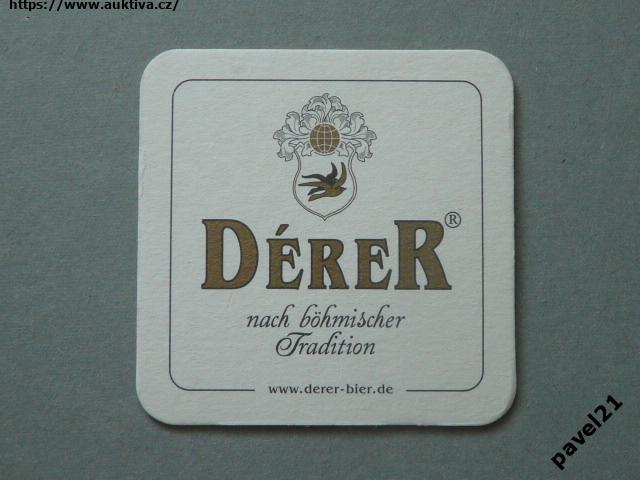 https://www.auktiva.cz/
DÉRER®
nach böhmischer
Tradition
www.derer-bier.de
pavel21